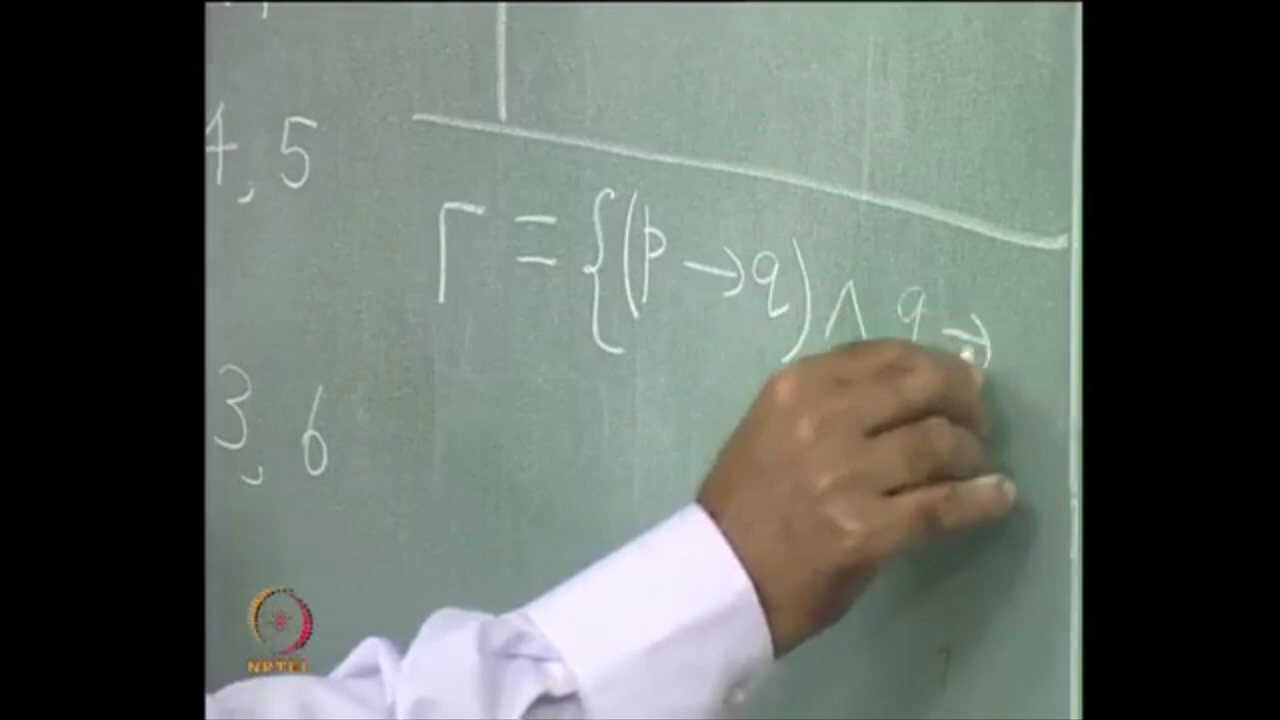 4, 5
Γ = {(p → q) ∧ q →
3, 6
NPTEL